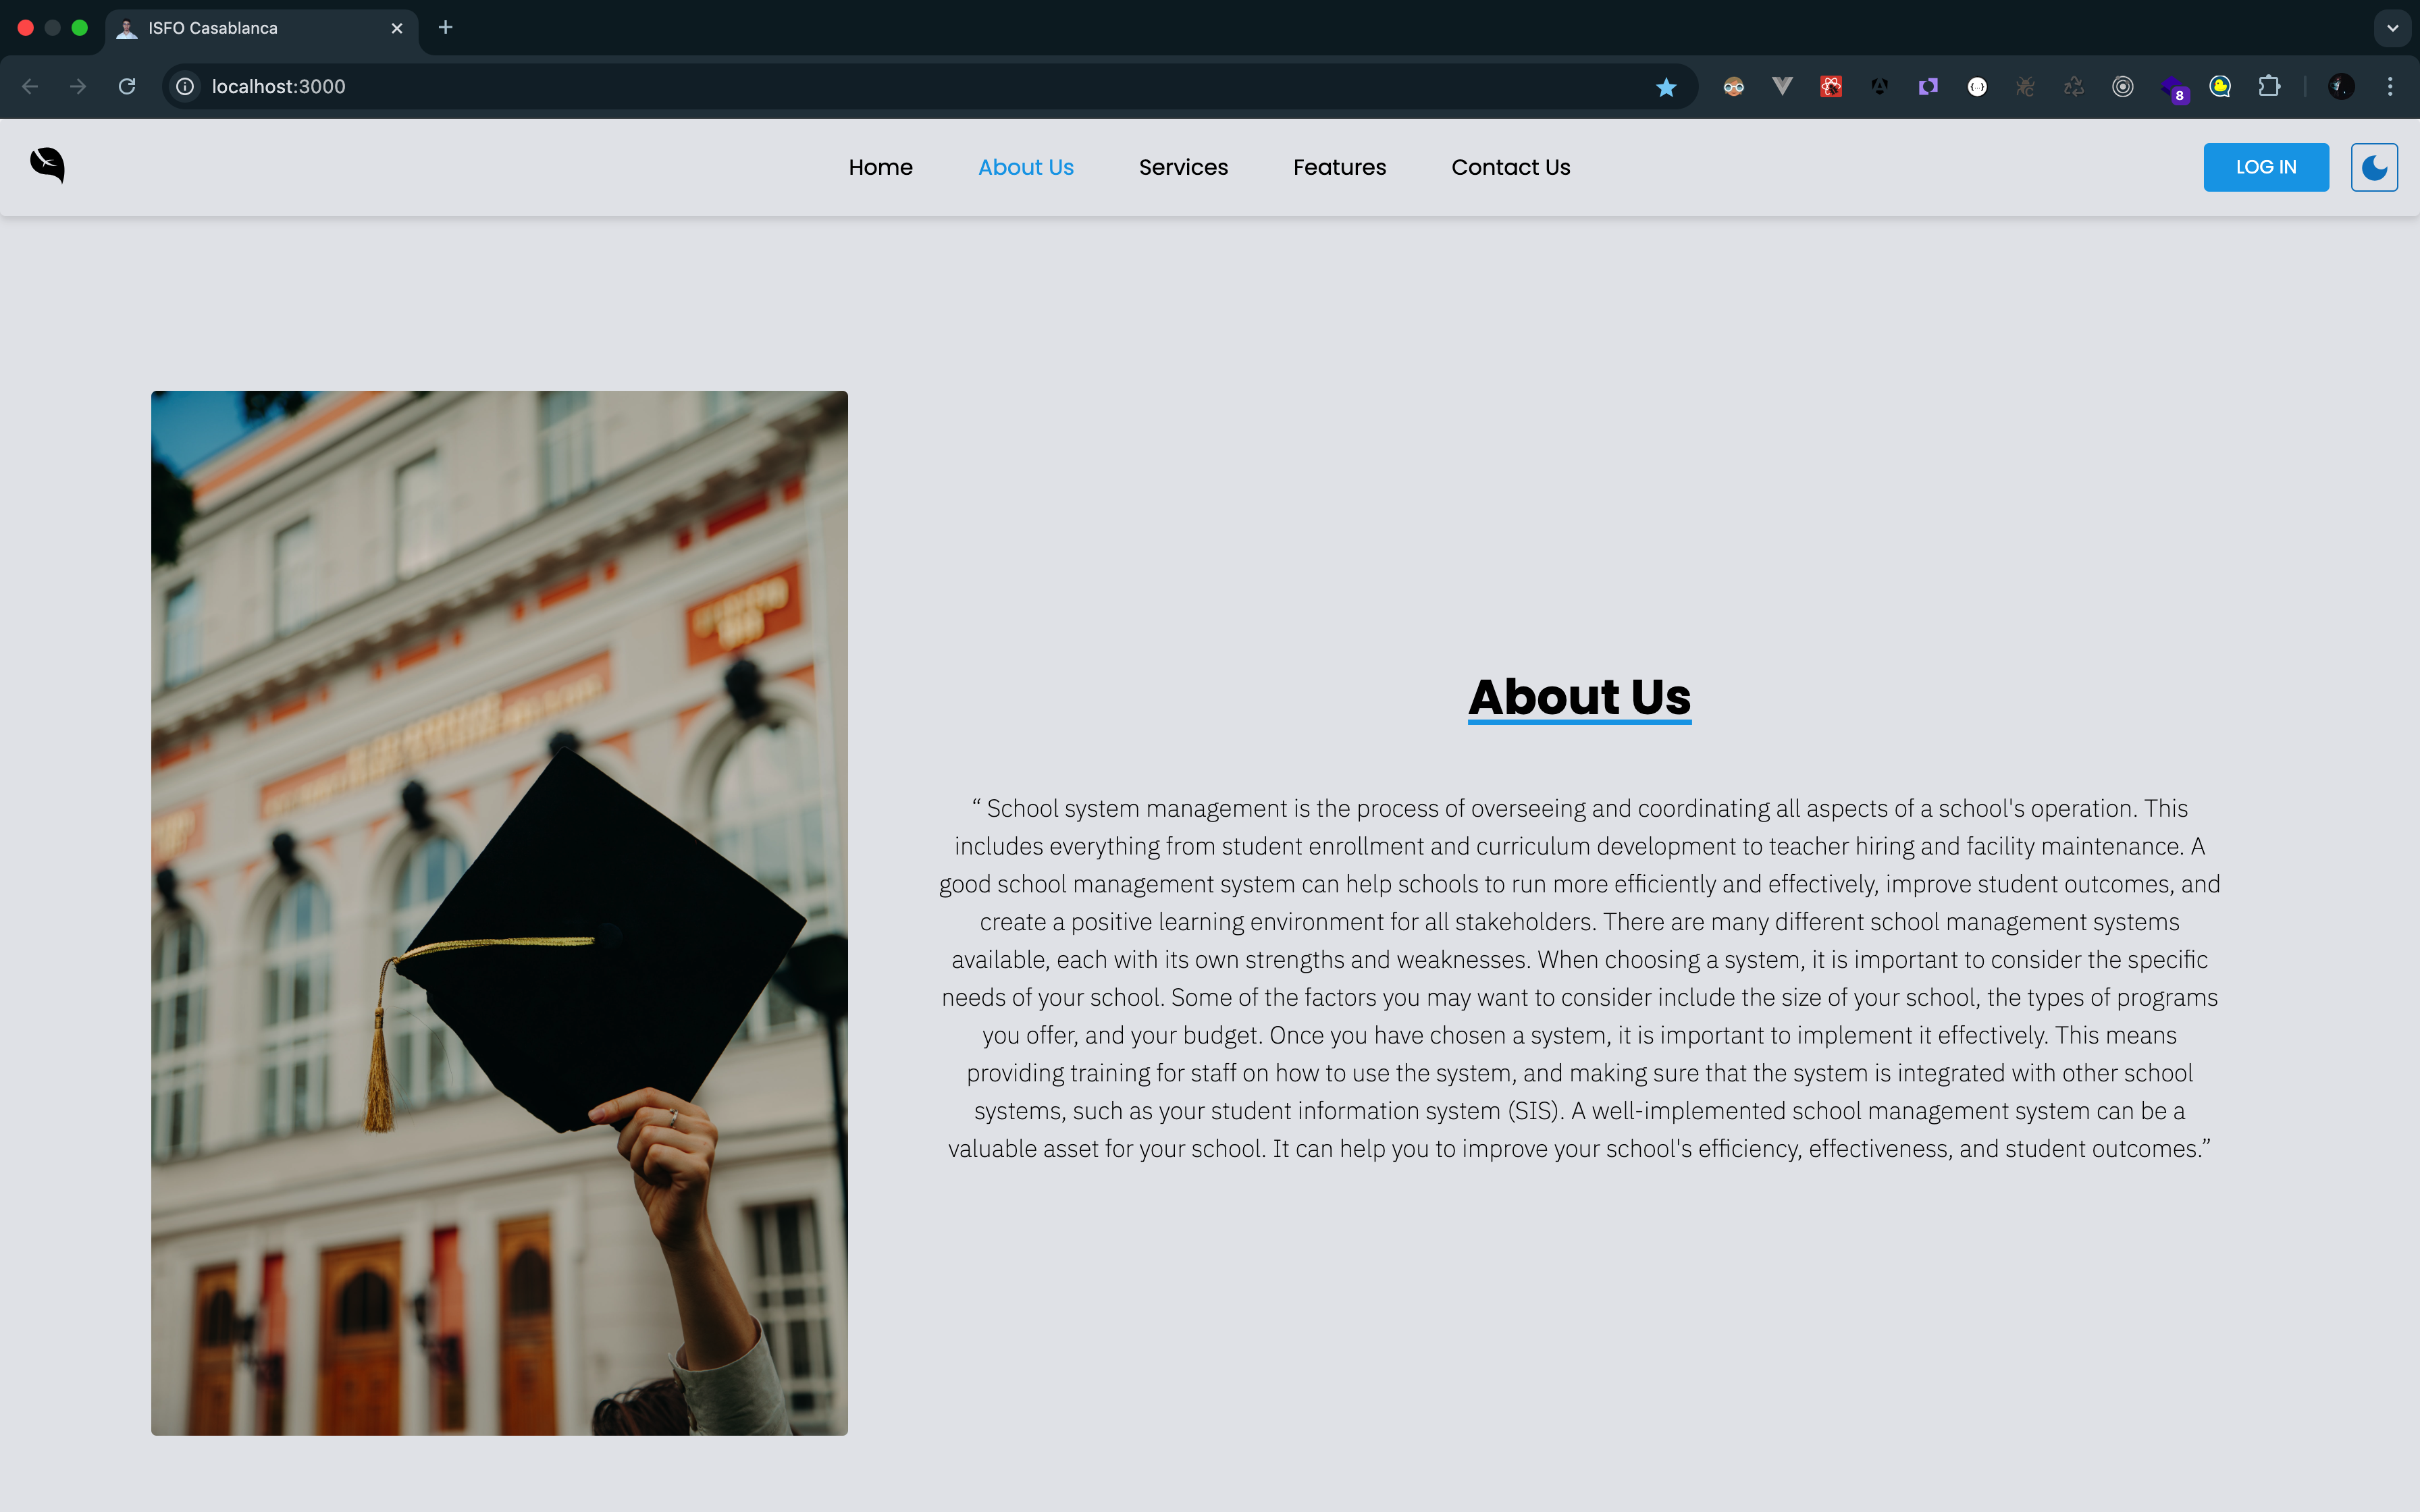 ISFO Casablanca
localhost:3000
8
Home About Us Services Features Contact Us LOG IN
About Us
“ School system management is the process of overseeing and coordinating all aspects of a school's operation. This
includes everything from student enrollment and curriculum development to teacher hiring and facility maintenance. A
good school management system can help schools to run more efficiently and effectively, improve student outcomes, and
create a positive learning environment for all stakeholders. There are many different school management systems
available, each with its own strengths and weaknesses. When choosing a system, it is important to consider the specific
needs of your school. Some of the factors you may want to consider include the size of your school, the types of programs
you offer, and your budget. Once you have chosen a system, it is important to implement it effectively. This means
providing training for staff on how to use the system, and making sure that the system is integrated with other school
systems, such as your student information system (SIS). A well-implemented school management system can be a
valuable asset for your school. It can help you to improve your school's efficiency, effectiveness, and student outcomes.”